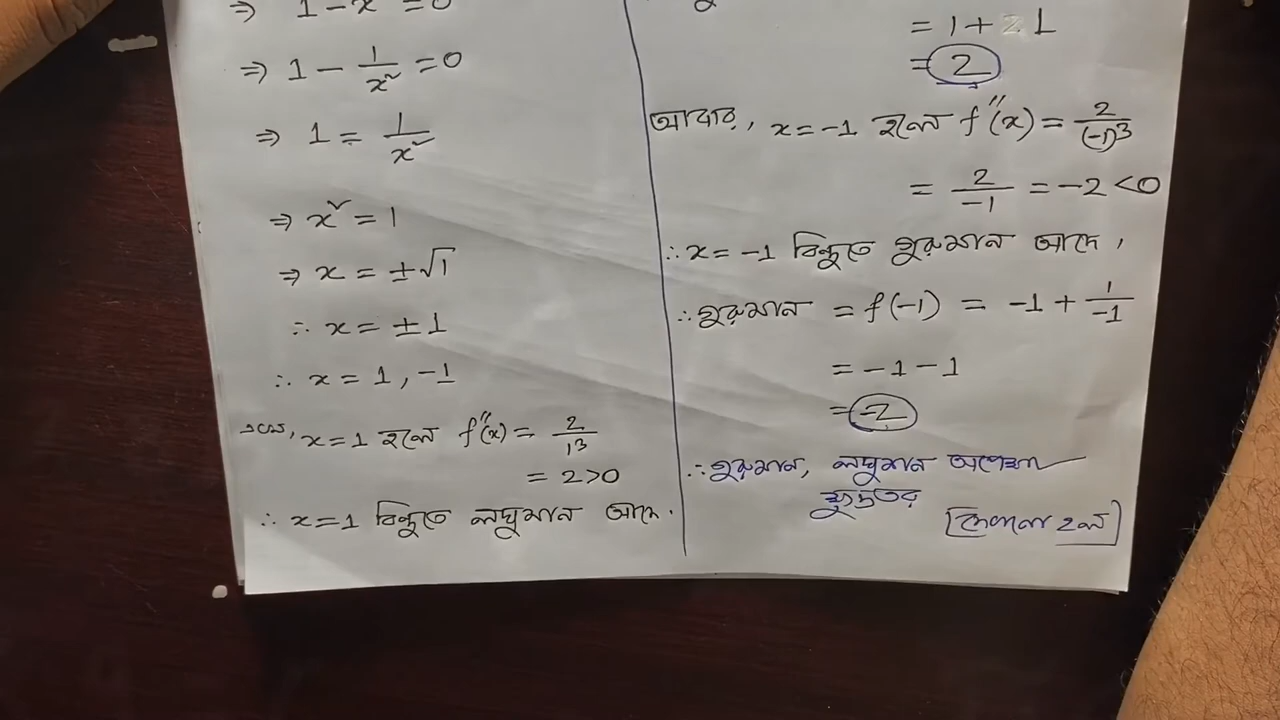 ⇒ 1 - x = 0
⇒ 1 - 1/x² = 0
⇒ 1 = 1/x²
⇒ x² = 1
⇒ x = ±√1
∴ x = ±1
∴ x = 1, -1
এখন, x = 1 হলে f''(x) = 2/1³
= 2 > 0
∴ x = 1 বিন্দুতে লঘুমান আছে.
= 1 + 1
= 2
আবার, x = -1 হলে f''(x) = 2/(-1)³
= 2/-1 = -2 < 0
∴ x = -1 বিন্দুতে গুরুমান আছে,
∴ গুরুমান = f(-1) = -1 + 1/-1
= -1 - 1
= -2
∴ গুরুমান, লঘুমান অপেক্ষা
ক্ষুদ্রতর
[দেখানো হল]